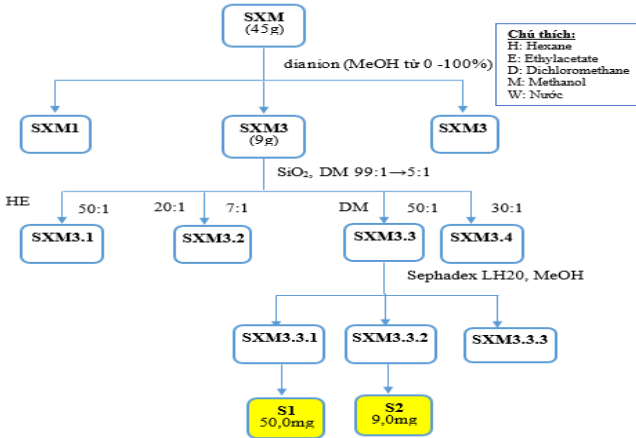 SXM
(45g)
Chú thích:
H: Hexane
E: Ethylacetate
D: Dichloromethane
M: Methanol
W: Nước
dianion (MeOH từ 0 -100%)
SXM1
SXM3
(9g)
SXM3
SiO₂, DM 99:1→5:1
HE
50:1
20:1
7:1
DM
50:1
30:1
SXM3.1
SXM3.2
SXM3.3
SXM3.4
Sephadex LH20, MeOH
SXM3.3.1
SXM3.3.2
SXM3.3.3
S1
50,0mg
S2
9,0mg